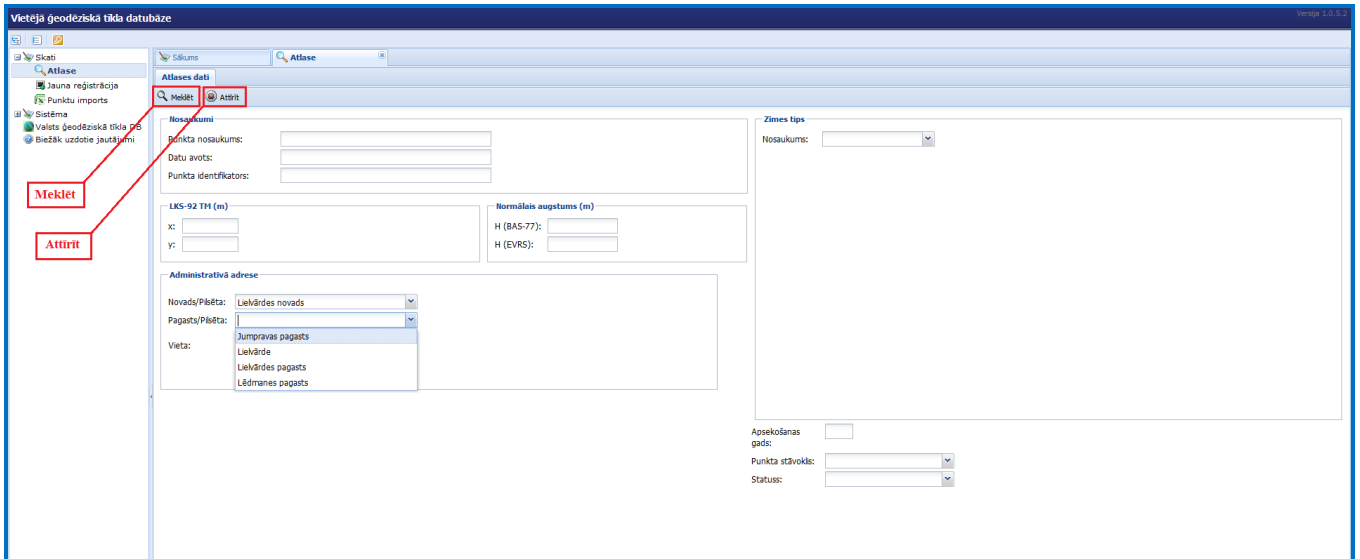 Vietējā ģeodēziskā tīkla datubāze
Versija 1.0.5.2
Skati
Atlase
Jauna reģistrācija
Punktu imports
Sistēma
Valsts ģeodēziskā tīkla DB
Biežāk uzdotie jautājumi
Sākums
Atlase
Atlases dati
Meklēt
Attīrīt
Meklēt
Attīrīt
Nosaukumi
Punkta nosaukums:
Datu avots:
Punkta identifikators:
LKS-92 TM (m)
x:
y:
Normālais augstums (m)
H (BAS-77):
H (EVRS):
Administratīvā adrese
Novads/Pilsēta:
Lielvārdes novads
Pagasts/Pilsēta:
Jumpravas pagasts
Lielvārde
Lielvārdes pagasts
Lēdmanes pagasts
Vieta:
Zīmes tips
Nosaukums:
Apsekošanas
gads:
Punkta stāvoklis:
Statuss: